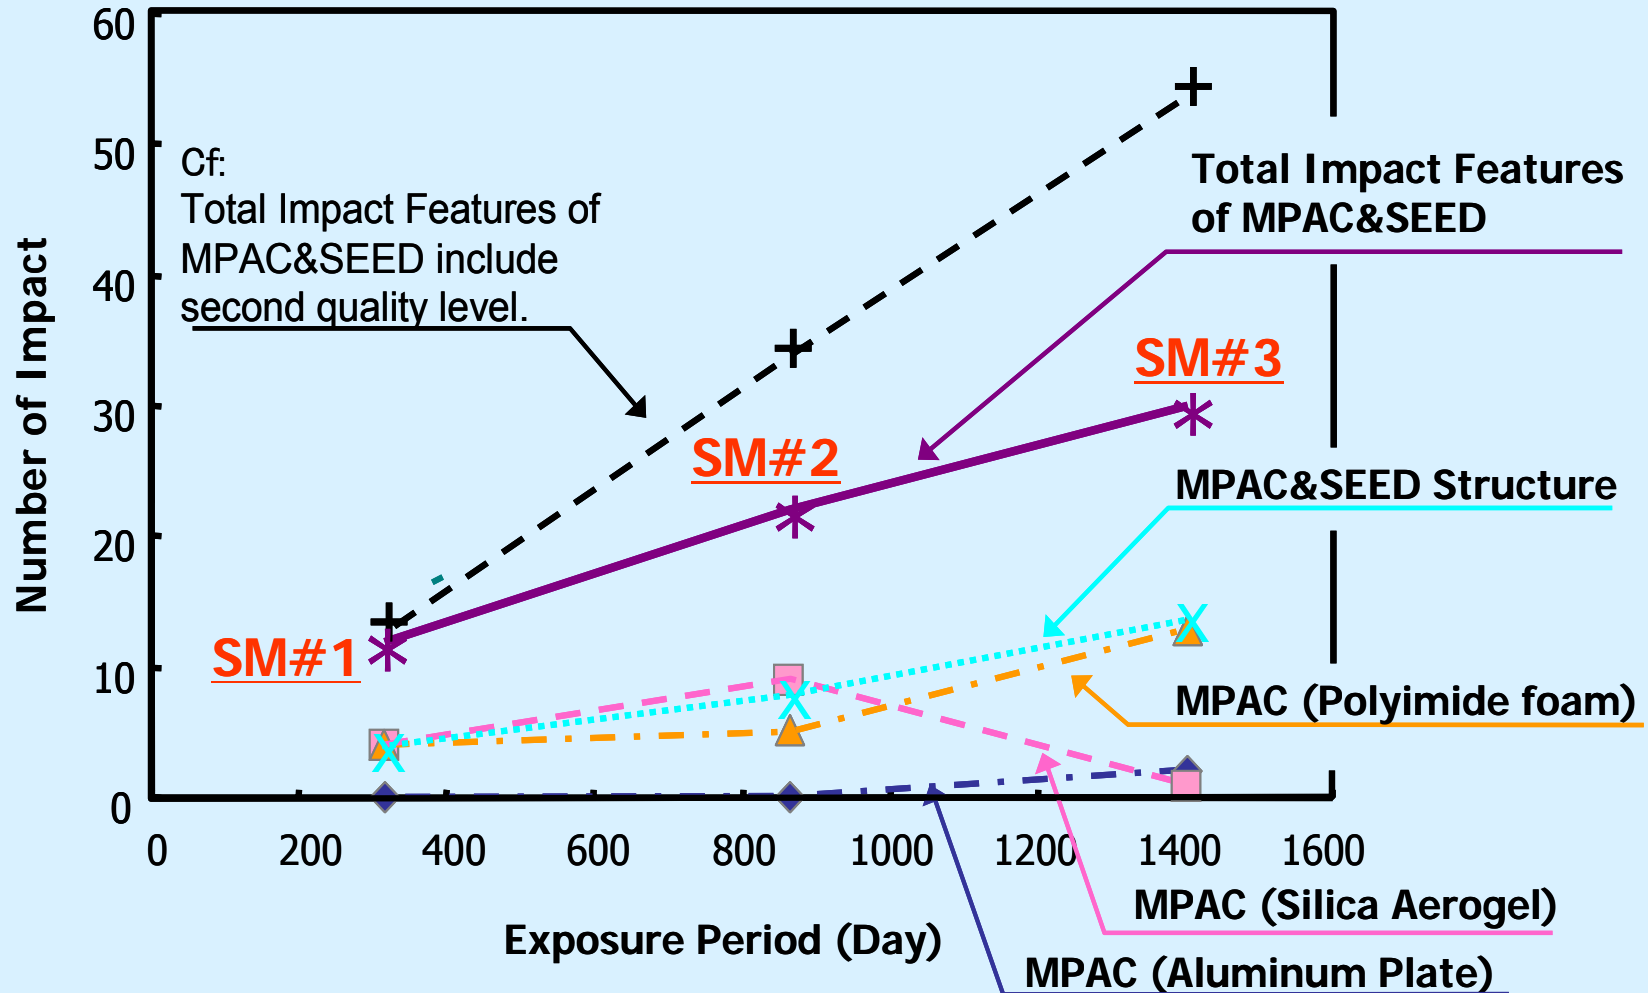 60
50
40
30
20
10
0
Number of Impact
Cf:
Total Impact Features of
MPAC&SEED include
second quality level.
Total Impact Features
of MPAC&SEED
SM#3
SM#2
SM#1
MPAC&SEED Structure
MPAC (Polyimide foam)
0 200 400 600 800 1000 1200 1400 1600
MPAC (Silica Aerogel)
Exposure Period (Day)
MPAC (Aluminum Plate)